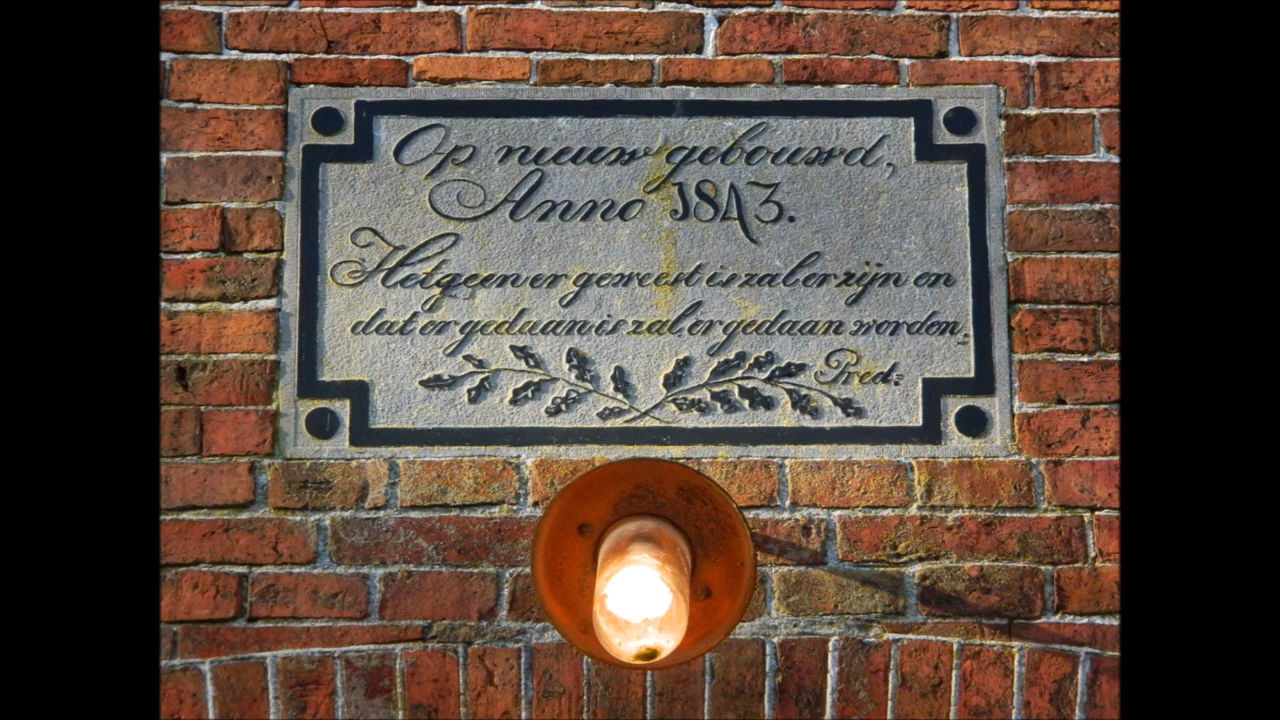 Op nieuw gebouwd,
Anno 1843.
Hetgeen er geweest is zal er zijn en
dat er gedaan is zal er gedaan worden;
Pred: